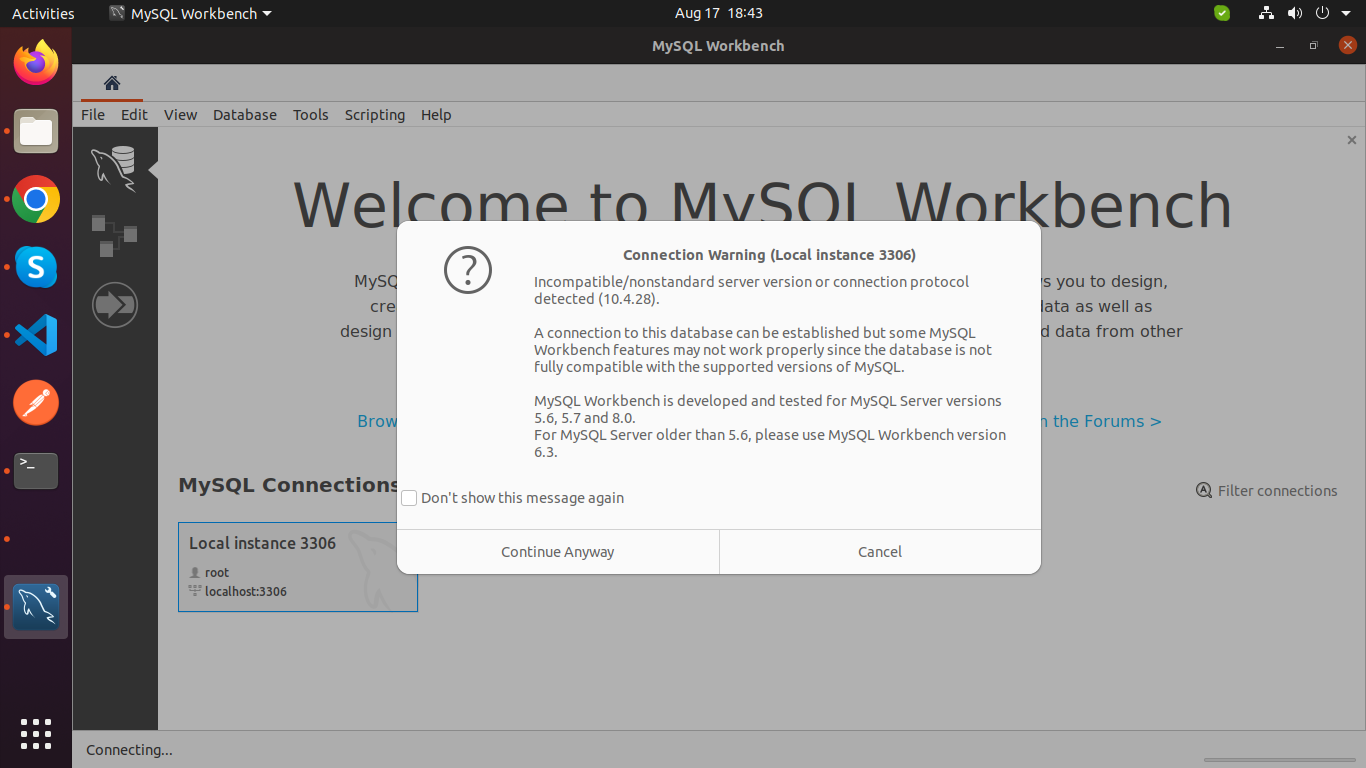 Activities MySQL Workbench Aug 17 18:43
MySQL Workbench
File Edit View Database Tools Scripting Help
Welcome to MySQL Workbench
MySQ
s you to design,
cre
data as well as
design
d data from other
Connection Warning (Local instance 3306)
Incompatible/nonstandard server version or connection protocol
detected (10.4.28).
A connection to this database can be established but some MySQL
Workbench features may not work properly since the database is not
fully compatible with the supported versions of MySQL.
MySQL Workbench is developed and tested for MySQL Server versions
5.6, 5.7 and 8.0.
For MySQL Server older than 5.6, please use MySQL Workbench version
6.3.
Don't show this message again
Continue Anyway Cancel
Brow
the Forums >
MySQL Connections
Filter connections
Local instance 3306
root
localhost:3306
Connecting...